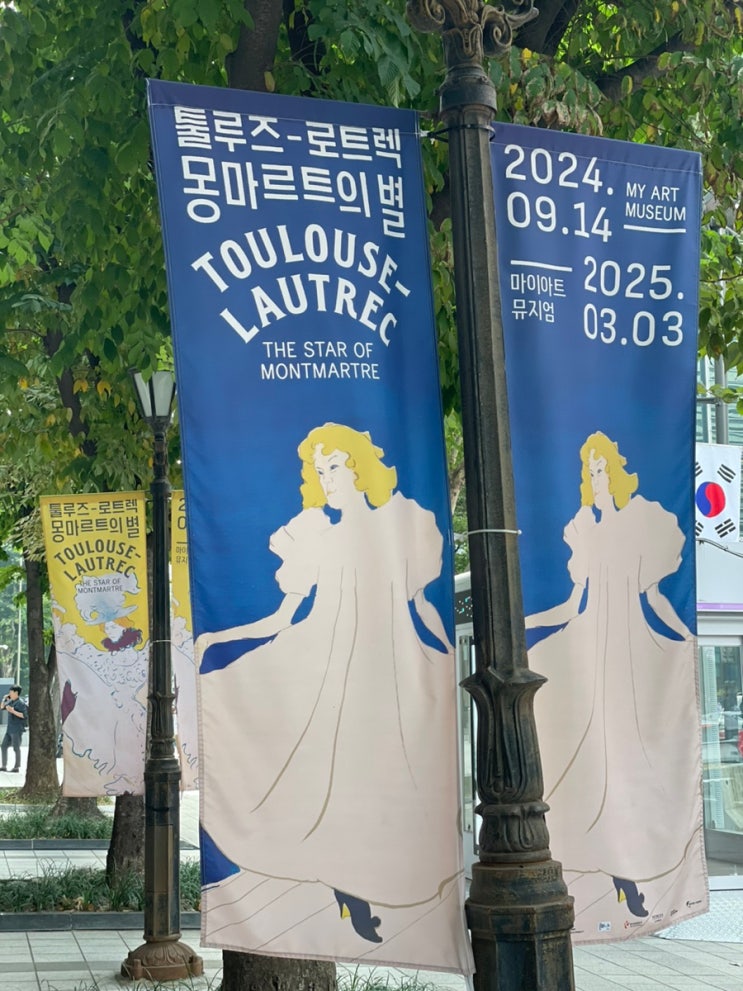 툴루즈-로트렉
몽마르트의 별
TOULOUSE-
LAUTREC
THE STAR OF
MONTMARTRE
2024.
09.14
MY ART
MUSEUM
마이아트
뮤지엄
2025.
03.03
툴루즈-로트렉
몽마르트의 별
TOULOUSE-
LAUTREC
THE STAR OF
MONTMARTRE